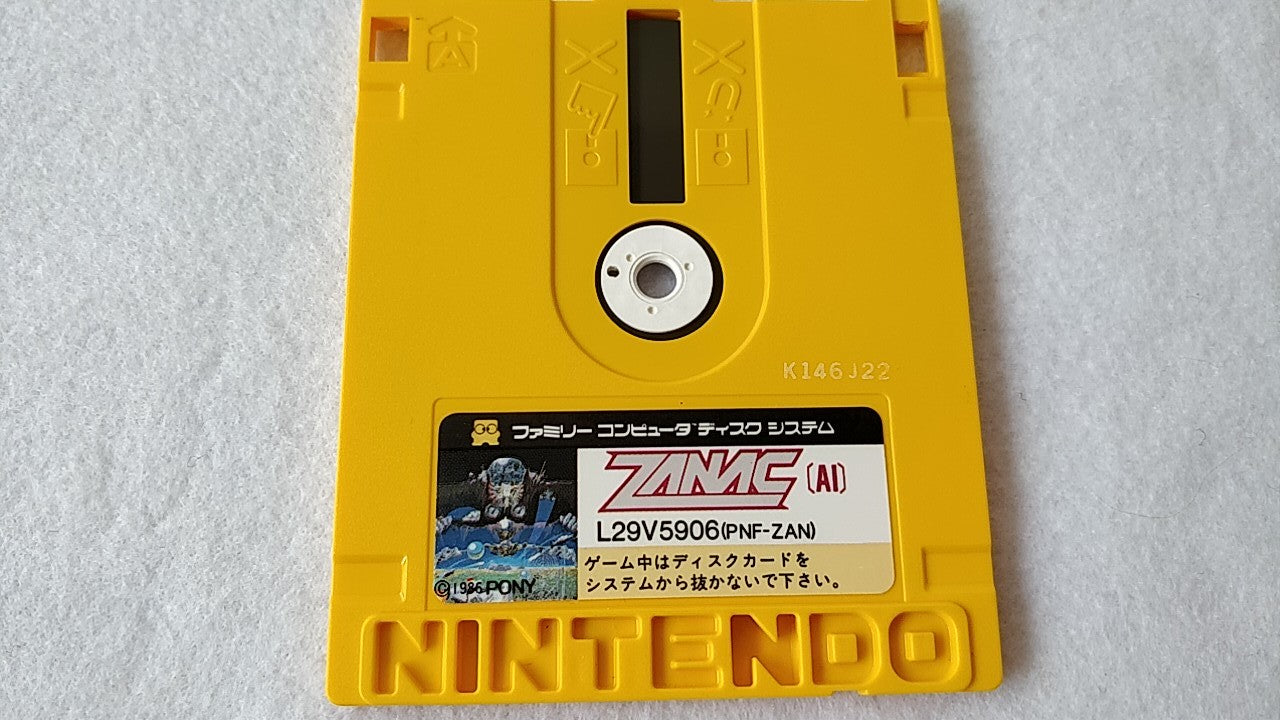 A
K146J22
ファミリー コンピュータ ディスク システム
ZANAC [AI]
L29V5906(PNF-ZAN)
ゲーム中はディスクカードを
システムから抜かないで下さい。
©1986 PONY
NINTENDO